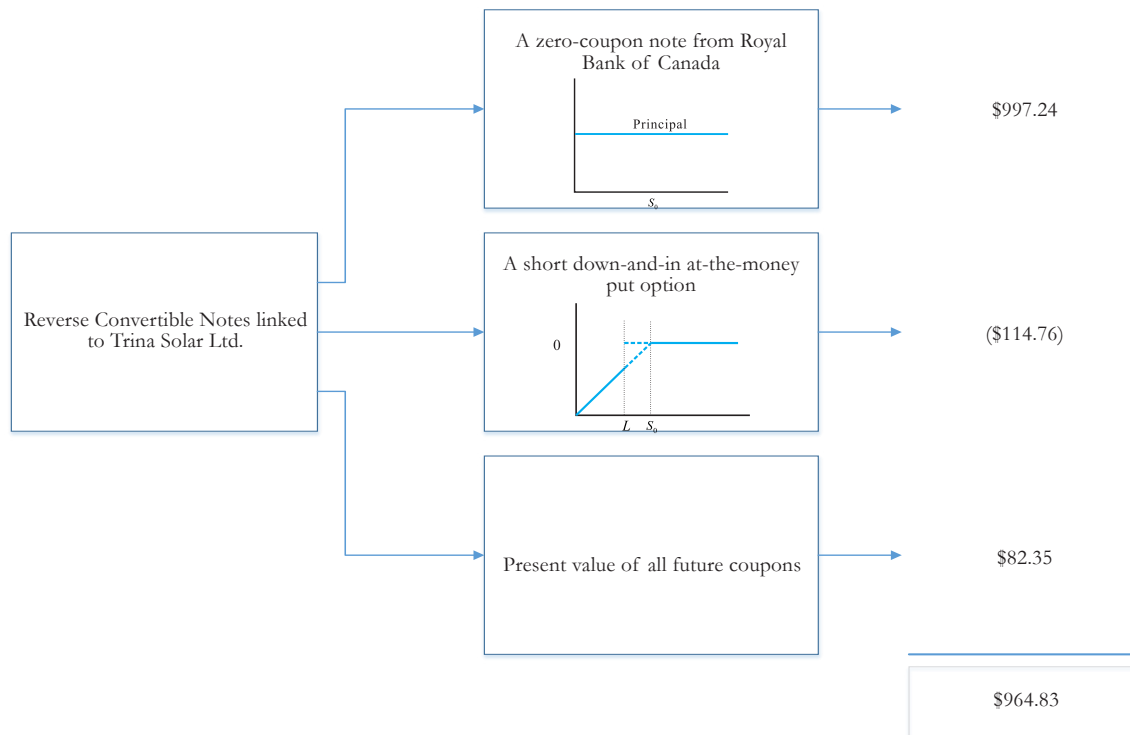 A zero-coupon note from Royal
Bank of Canada
Principal
S₀
$997.24
Reverse Convertible Notes linked
to Trina Solar Ltd.
A short down-and-in at-the-money
put option
0
L S₀
($114.76)
Present value of all future coupons
$82.35
$964.83